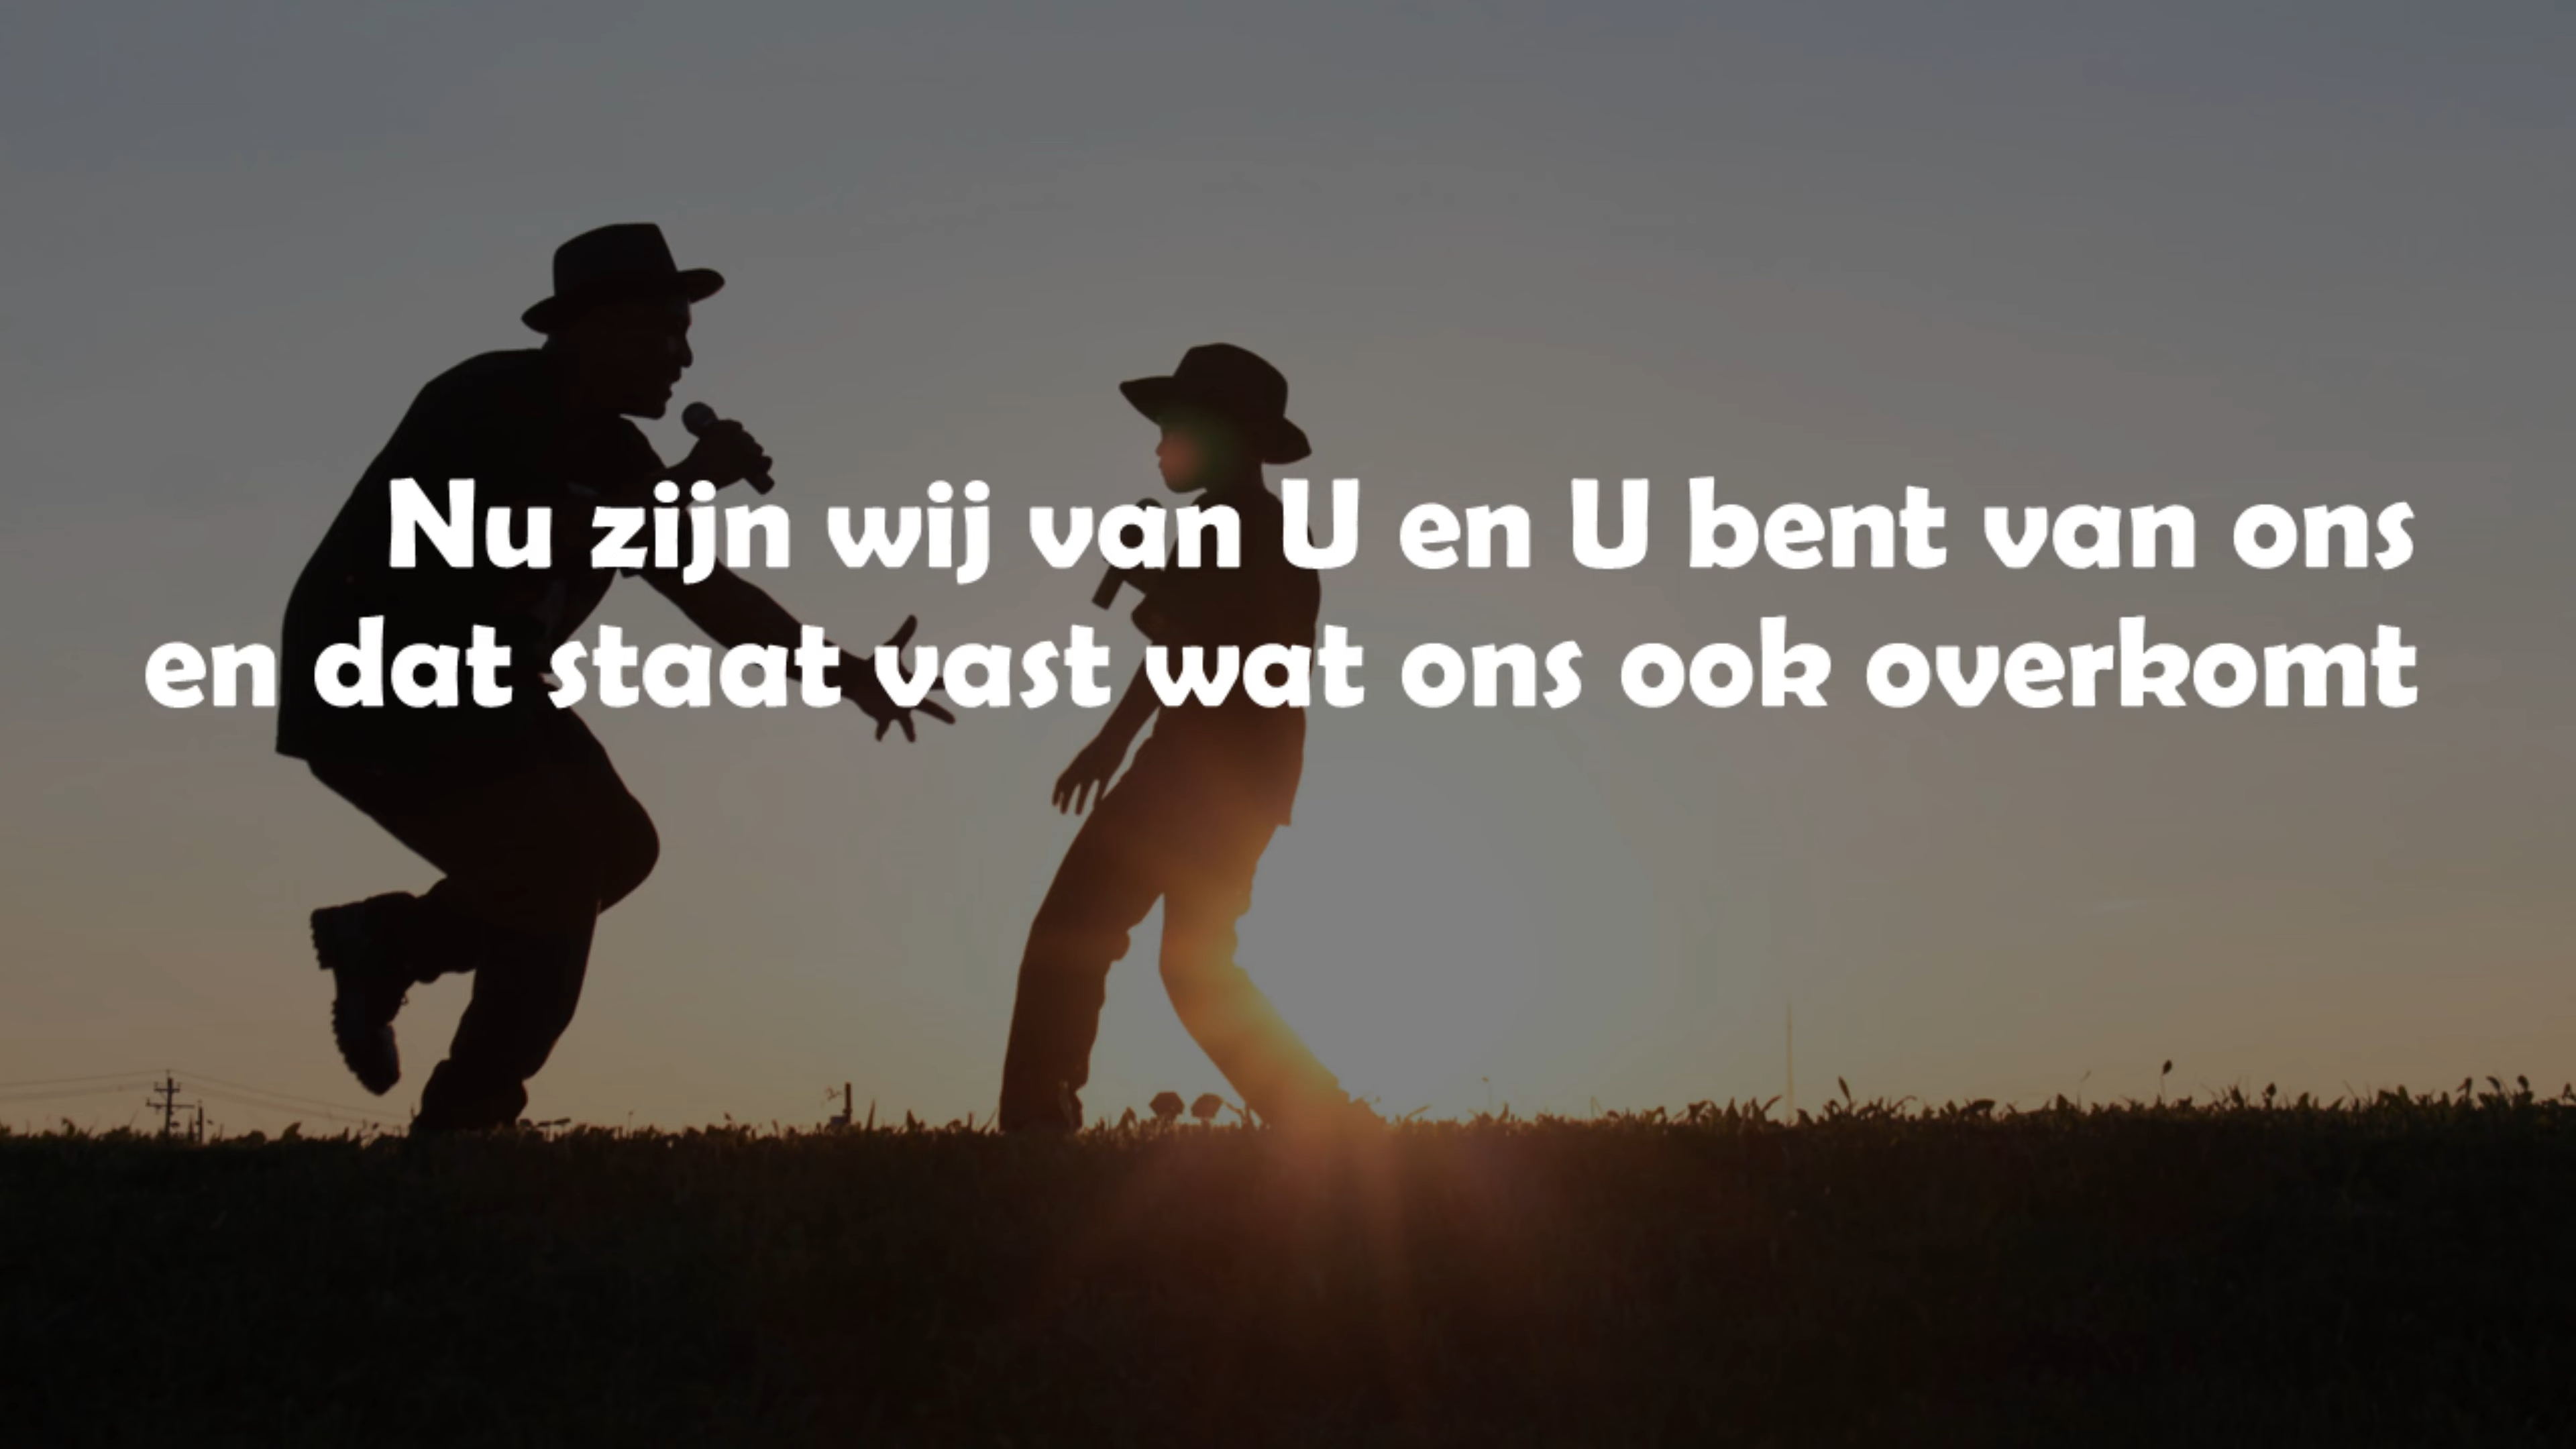 Nu zijn wij van U en U bent van ons
en dat staat vast wat ons ook overkomt